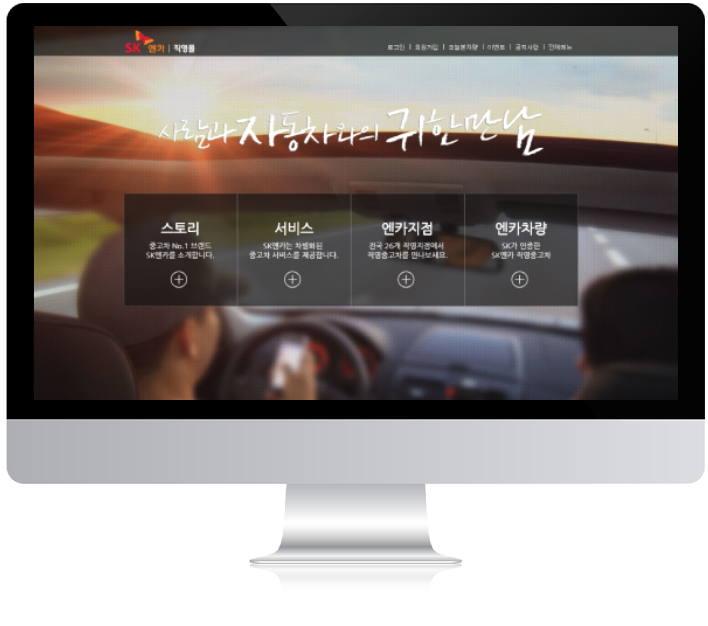 SK 엔카 | 직영몰
로그인 | 회원가입 | 오늘본차량 | 이벤트 | 공지사항 | 전체메뉴
사람과 자동차와의 귀한 만남
스토리
중고차 No.1 브랜드
SK엔카를 소개합니다.
서비스
SK엔카는 차별화된
중고차 서비스를 제공합니다.
엔카지점
전국 26개 직영지점에서
직영중고차를 만나보세요.
엔카차량
SK가 인증한
SK엔카 직영중고차